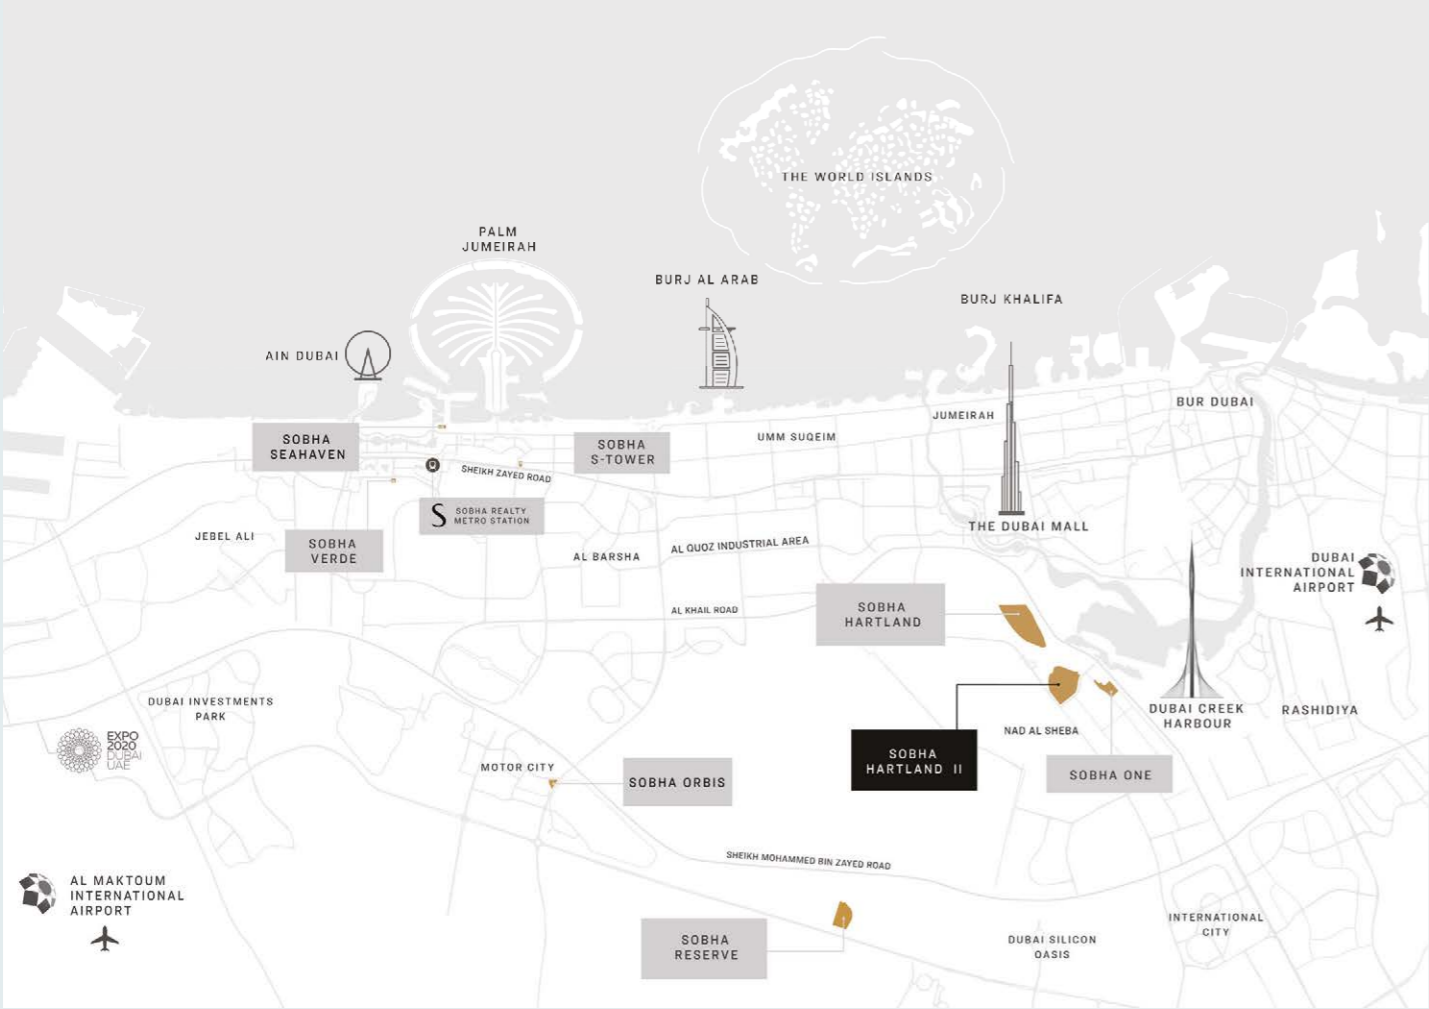 THE WORLD ISLANDS
PALM
JUMEIRAH
BURJ AL ARAB
BURJ KHALIFA
AIN DUBAI
JUMEIRAH
BUR DUBAI
SOBHA
SEAHAVEN
SOBHA
S-TOWER
UMM SUQEIM
SHEIKH ZAYED ROAD
S
SOBHA REALTY
METRO STATION
THE DUBAI MALL
JEBEL ALI
SOBHA
VERDE
AL BARSHA
AL QUOZ INDUSTRIAL AREA
DUBAI
INTERNATIONAL
AIRPORT
AL KHAIL ROAD
SOBHA
HARTLAND
DUBAI INVESTMENTS
PARK
DUBAI CREEK
HARBOUR
RASHIDIYA
NAD AL SHEBA
EXPO
2020
DUBAI
UAE
MOTOR CITY
SOBHA ORBIS
SOBHA
HARTLAND II
SOBHA ONE
SHEIKH MOHAMMED BIN ZAYED ROAD
AL MAKTOUM
INTERNATIONAL
AIRPORT
SOBHA
RESERVE
DUBAI SILICON
OASIS
INTERNATIONAL
CITY